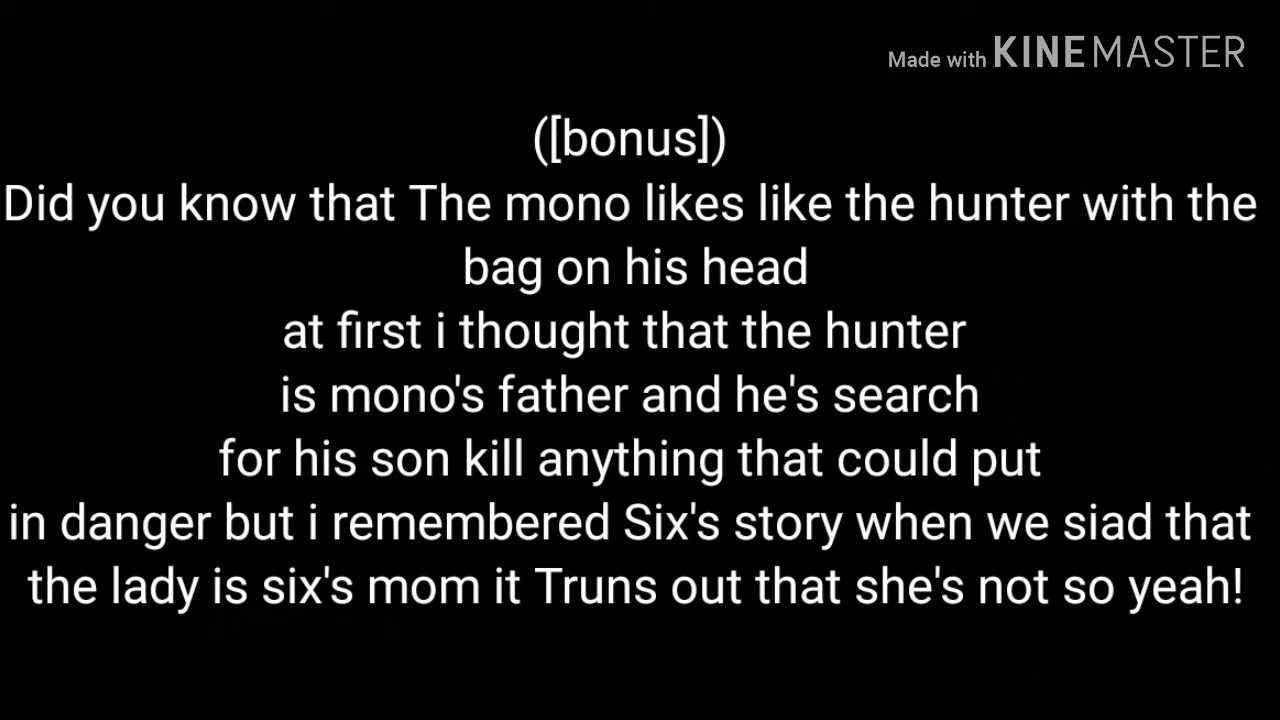 Made with KINEMASTER
([bonus])
Did you know that The mono likes like the hunter with the
bag on his head
at first i thought that the hunter
is mono's father and he's search
for his son kill anything that could put
in danger but i remembered Six's story when we siad that
the lady is six's mom it Truns out that she's not so yeah!